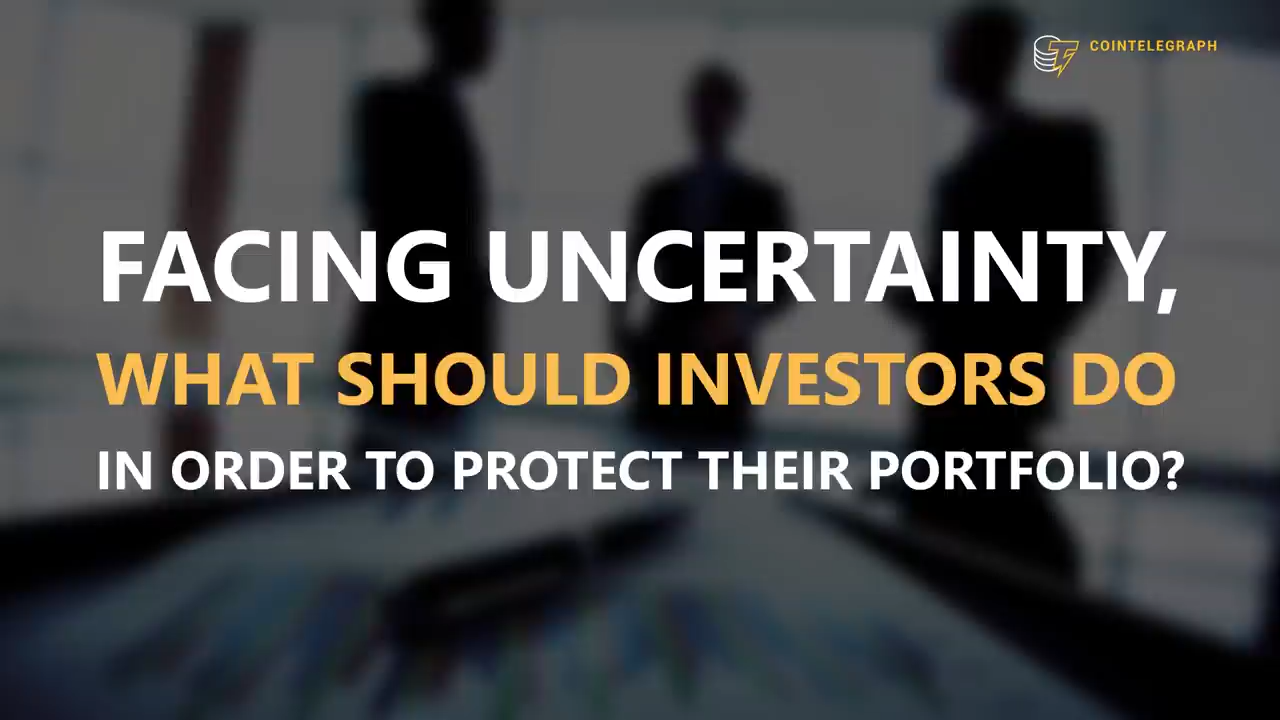 COINTELEGRAPH
FACING UNCERTAINTY,
WHAT SHOULD INVESTORS DO
IN ORDER TO PROTECT THEIR PORTFOLIO?